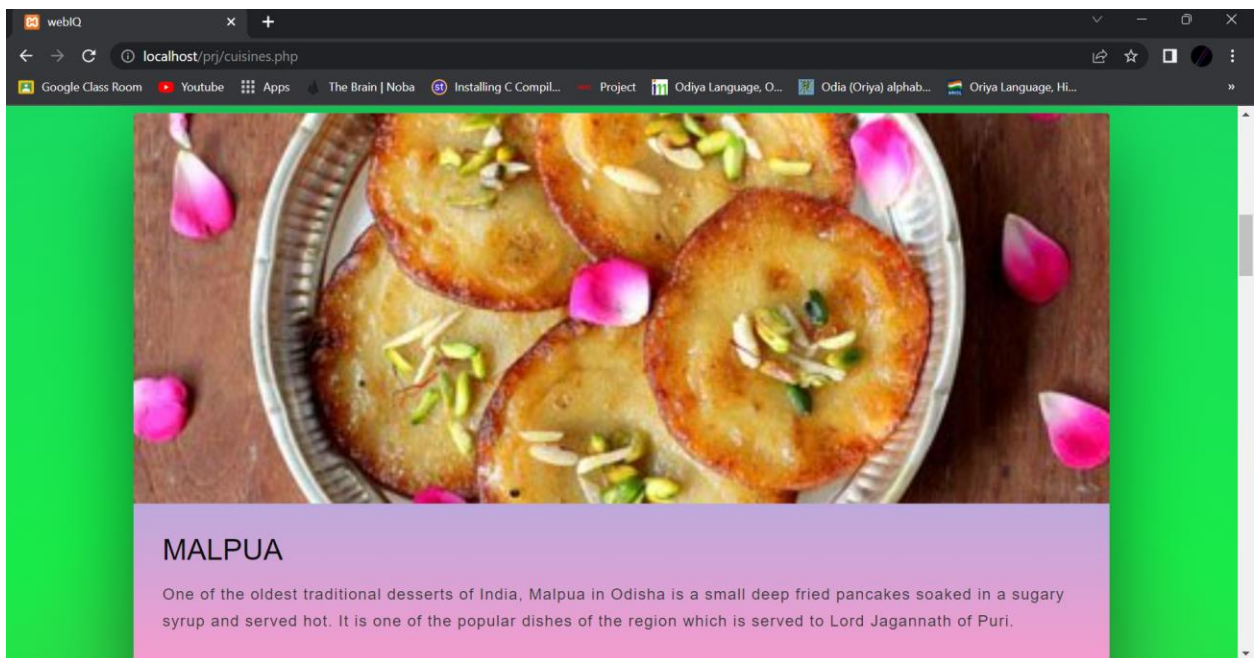 webIQ
localhost/prj/cuisines.php
Google Class Room Youtube Apps The Brain | Noba Installing C Compil... Project Odiya Language, O... Odia (Oriya) alphab... Oriya Language, Hi... »
MALPUA
One of the oldest traditional desserts of India, Malpua in Odisha is a small deep fried pancakes soaked in a sugary
syrup and served hot. It is one of the popular dishes of the region which is served to Lord Jagannath of Puri.